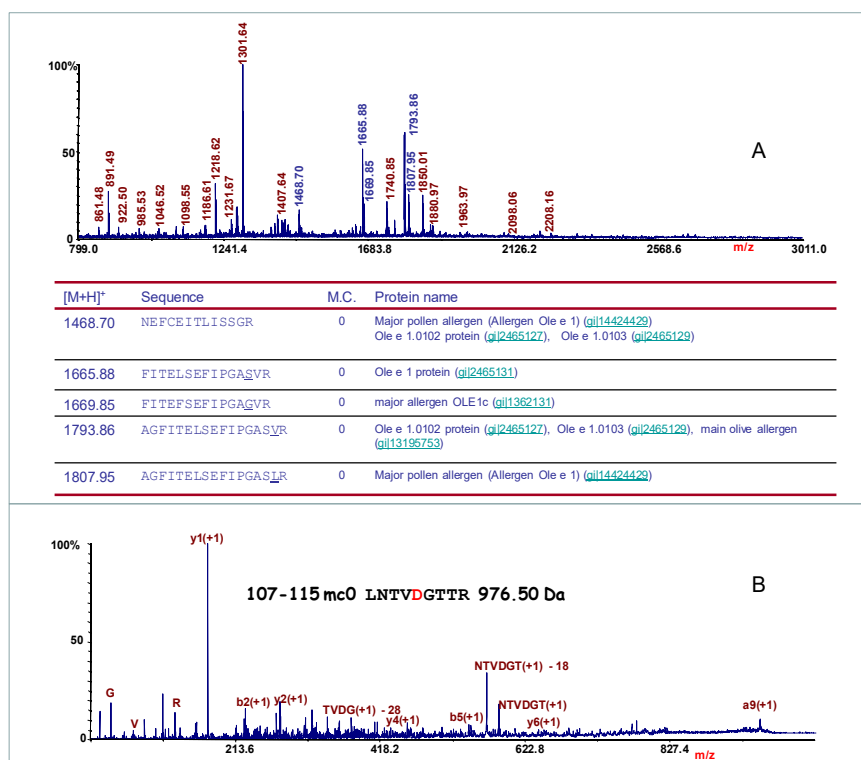 1301.64
100%
1665.88
1793.86
A
1218.62
891.49
50
1669.85
1807.95
1850.01
861.48
922.50
985.53
1046.52
1098.55
1186.61
1231.67
1407.64
1468.70
1740.85
1880.97
1963.97
2098.06
2208.16
0
799.0 1241.4 1683.8 2126.2 2568.6 m/z 3011.0
[M+H]+ Sequence M.C. Protein name
1468.70 NEFCEITLISSGR 0 Major pollen allergen (Allergen Ole e 1) (gi|14424429)
Ole e 1.0102 protein (gi|2465127), Ole e 1.0103 (gi|2465129)
1665.88 FITELSEFIPGASVR 0 Ole e 1 protein (gi|2465131)
1669.85 FITEFSEFIPGAGVR 0 major allergen OLE1c (gi|1362131)
1793.86 AGFITELSEFIPGASVR 0 Ole e 1.0102 protein (gi|2465127), Ole e 1.0103 (gi|2465129), main olive allergen
(gi|13195753)
1807.95 AGFITELSEFIPGASLR 0 Major pollen allergen (Allergen Ole e 1) (gi|14424429)
y1(+1)
100%
B
107-115 mc0 LNTVDGTTR 976.50 Da
50
NTVDGT(+1) - 18
G
V
R
b2(+1) y2(+1)
TVDG(+1) - 28
y4(+1)
b5(+1)
NTVDGT(+1)
y6(+1)
a9(+1)
0
213.6 418.2 622.8 827.4 m/z